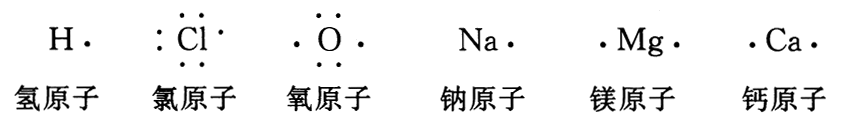 H· :C̈l· ·Ö· Na· ·Mg· ·Ca·
氢原子 氯原子 氧原子 钠原子 镁原子 钙原子